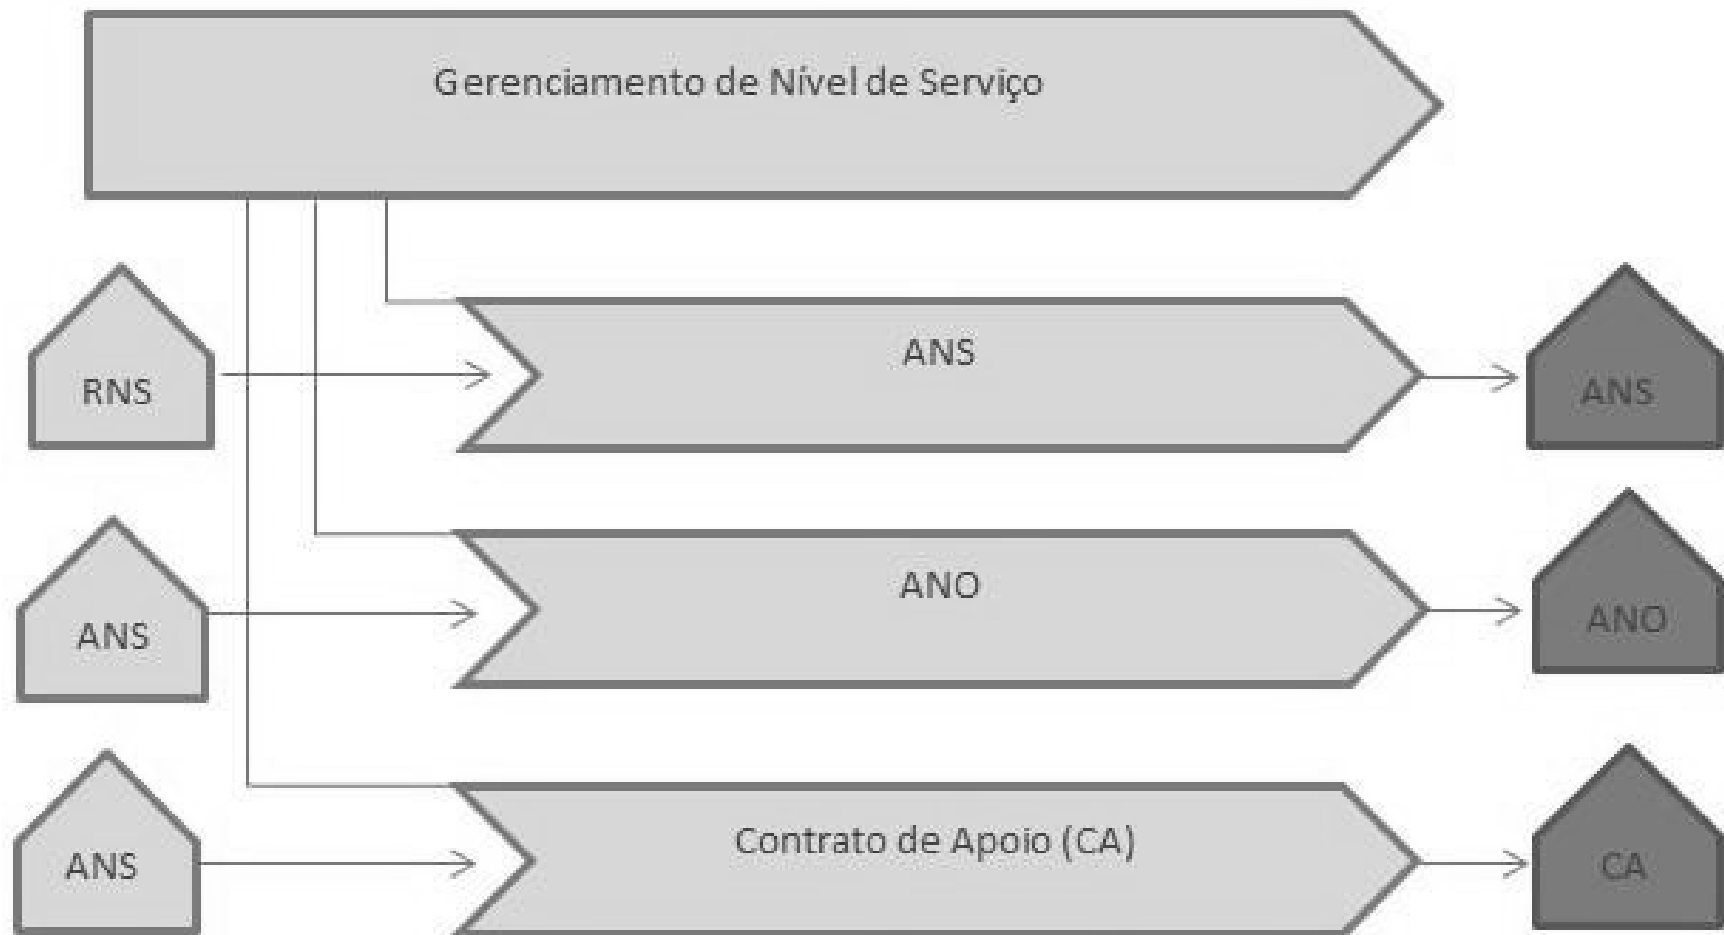 Gerenciamento de Nível de Serviço
RNS
ANS
ANS
ANS
ANO
ANO
ANS
Contrato de Apoio (CA)
CA